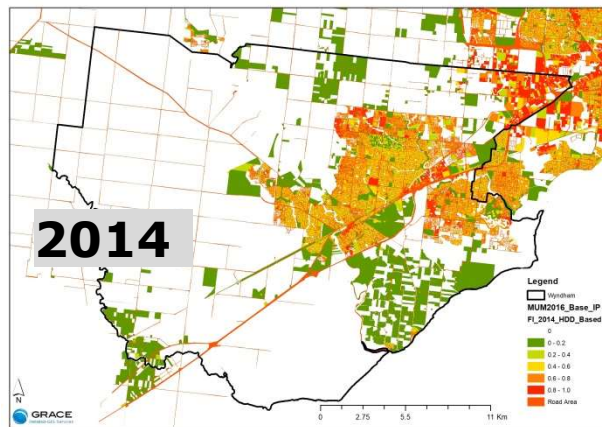 2014
Legend
Wyndham
MUM2016_Base_IP
FI_2014_HDD_Based
0
0 - 0.2
0.2 - 0.4
0.4 - 0.6
0.6 - 0.8
0.8 - 1.0
Road Area
N
GRACE
0 2.75 5.5 11 Km